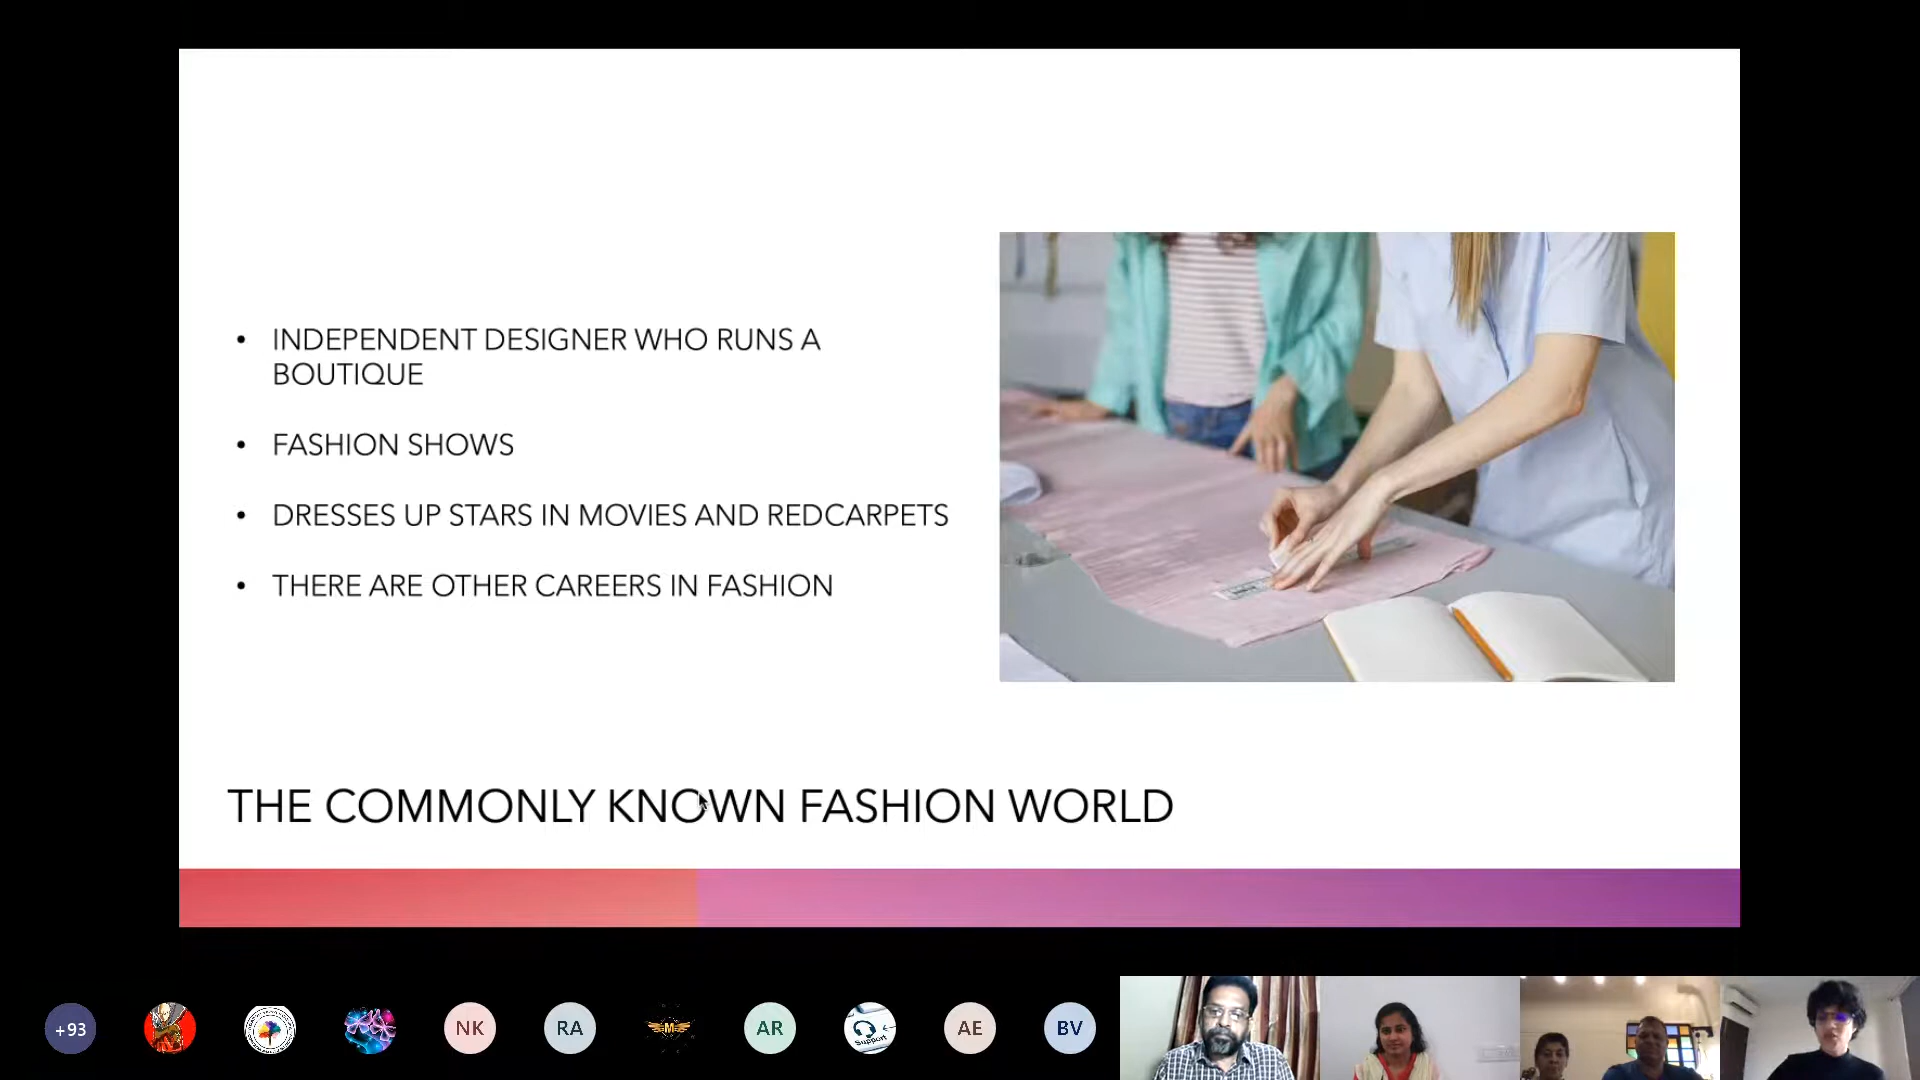 • INDEPENDENT DESIGNER WHO RUNS A
BOUTIQUE
• FASHION SHOWS
• DRESSES UP STARS IN MOVIES AND REDCARPETS
• THERE ARE OTHER CAREERS IN FASHION
THE COMMONLY KNOWN FASHION WORLD
+93
NK
RA
M
AR
Support
AE
BV